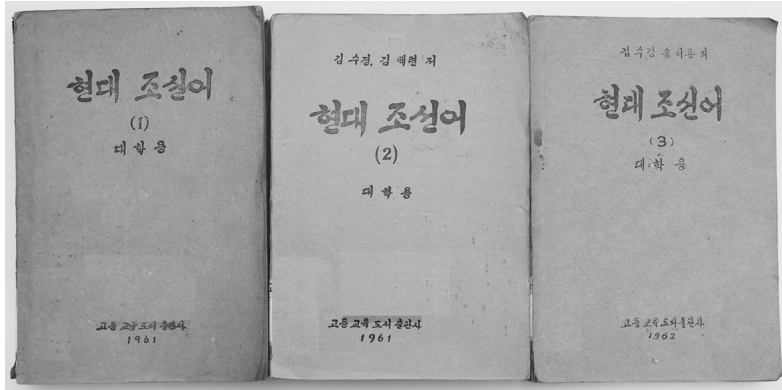 현대 조선어
(1)
대학용
고등교육도서출판사
1961
김수경, 김백련 저
현대 조선어
(2)
대학용
고등교육도서출판사
1961
김수경 송서룡 저
현대 조선어
(3)
대학용
고등교육도서출판사
1962